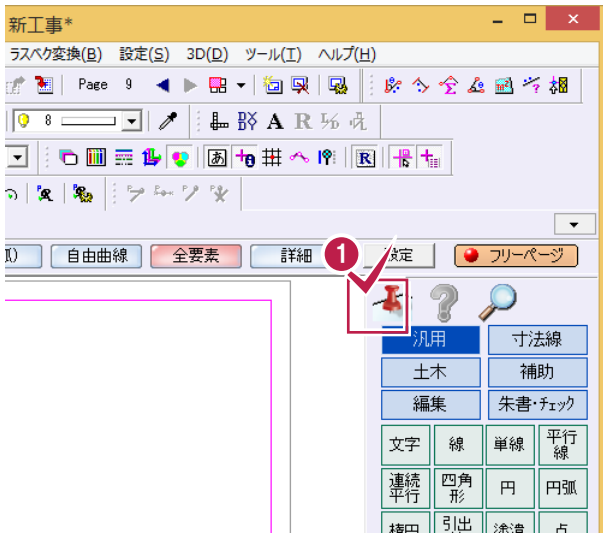 新工事*
ラスベク変換(B) 設定(S) 3D(D) ツール(T) ヘルプ(H)
Page 9
8
A R
あ
R
自由曲線 全要素 詳細 1 設定 フリーページ
汎用 寸法線
土木 補助
編集 朱書・チェック
文字 線 単線 平行線
連続平行 四角形 円 円弧
楕円 引出 塗潰 点